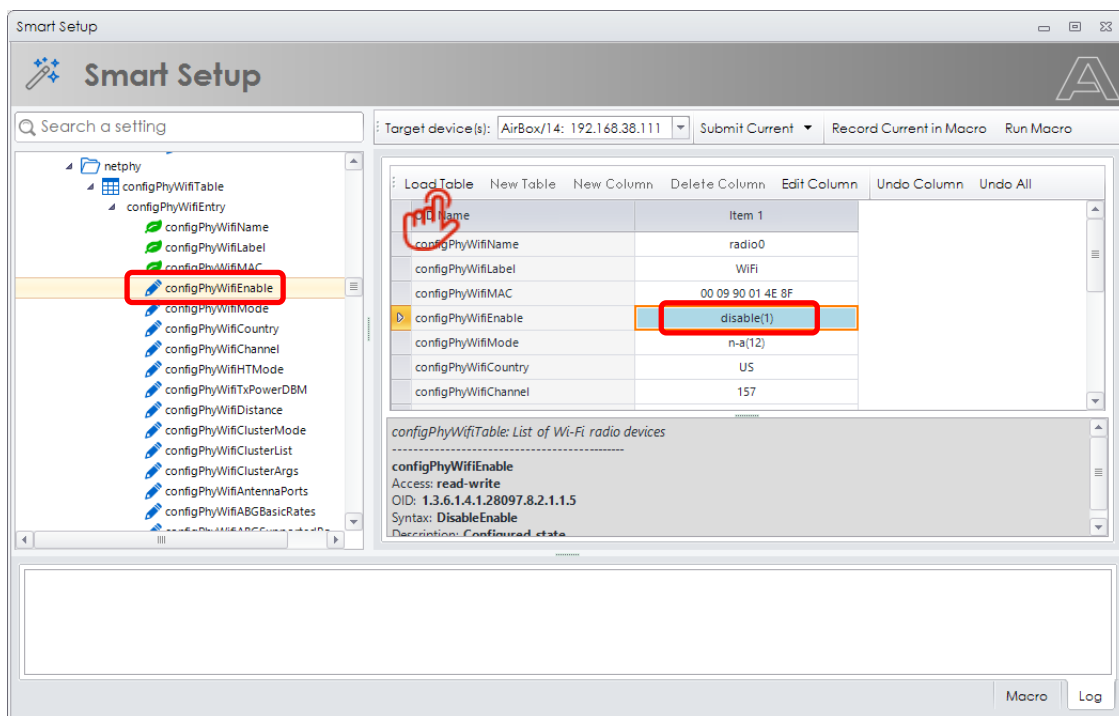 Smart Setup
Smart Setup
Search a setting
Target device(s): AirBox/14: 192.168.38.111 Submit Current Record Current in Macro Run Macro
netphy
configPhyWifiTable
configPhyWifiEntry
configPhyWifiName
configPhyWifiLabel
configPhyWifiMAC
configPhyWifiEnable
configPhyWifiMode
configPhyWifiCountry
configPhyWifiChannel
configPhyWifiHTMode
configPhyWifiTxPowerDBM
configPhyWifiDistance
configPhyWifiClusterMode
configPhyWifiClusterList
configPhyWifiClusterArgs
configPhyWifiAntennaPorts
configPhyWifiABGBasicRates
Load Table New Table New Column Delete Column Edit Column Undo Column Undo All
OID Name Item 1
configPhyWifiName radio0
configPhyWifiLabel WiFi
configPhyWifiMAC 00 09 90 01 4E 8F
configPhyWifiEnable disable(1)
configPhyWifiMode n-a(12)
configPhyWifiCountry US
configPhyWifiChannel 157
configPhyWifiTable: List of Wi-Fi radio devices
---------------------------------------------
configPhyWifiEnable
Access: read-write
OID: 1.3.6.1.4.1.28097.8.2.1.1.5
Syntax: DisableEnable
Description: Configured state
Macro Log